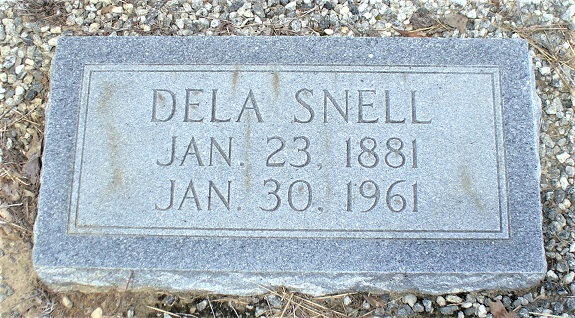 DELA SNELL
JAN. 23, 1881
JAN. 30, 1961